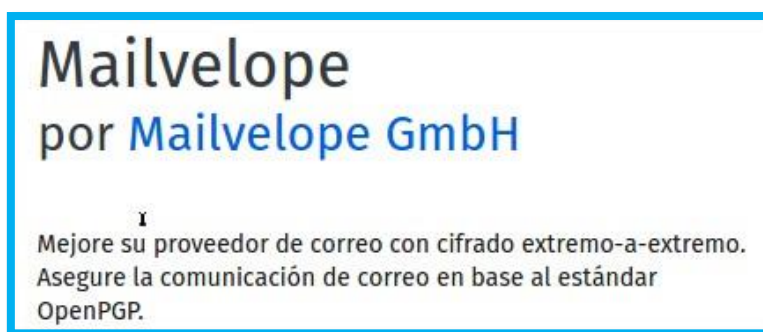 Mailvelope
por Mailvelope GmbH
Mejore su proveedor de correo con cifrado extremo-a-extremo.
Asegure la comunicación de correo en base al estándar
OpenPGP.